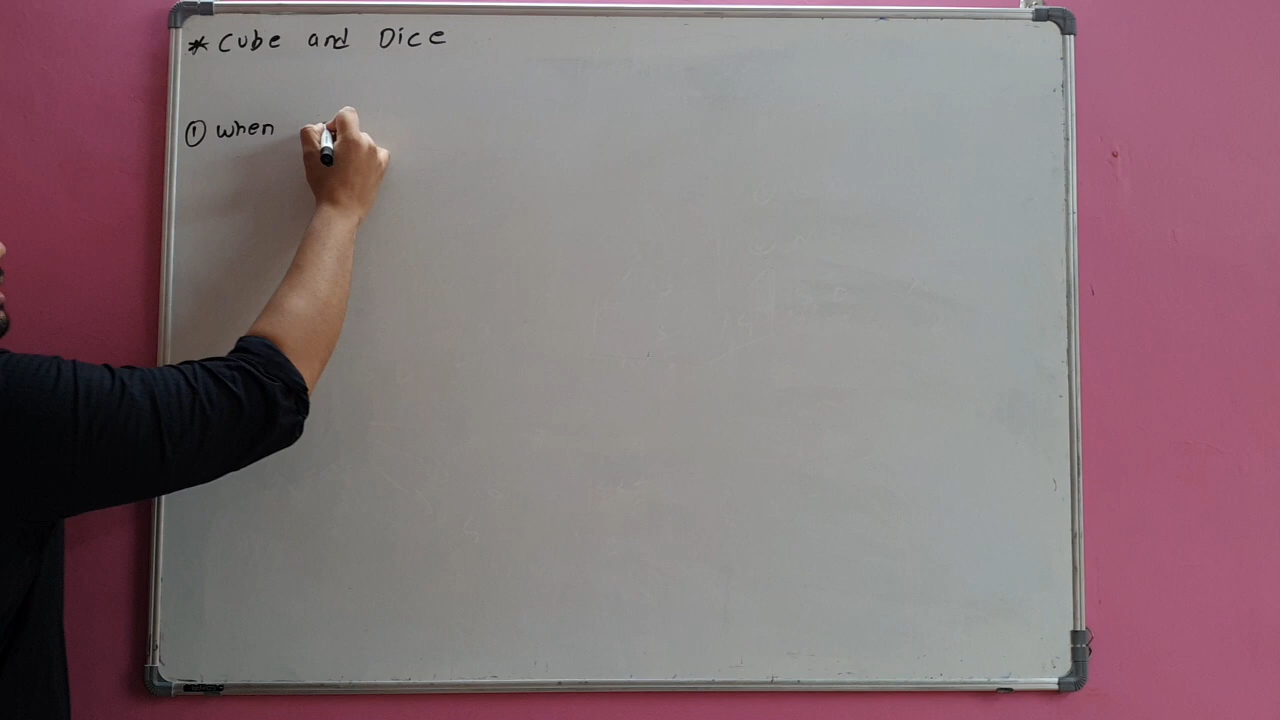 * Cube and Dice
① when